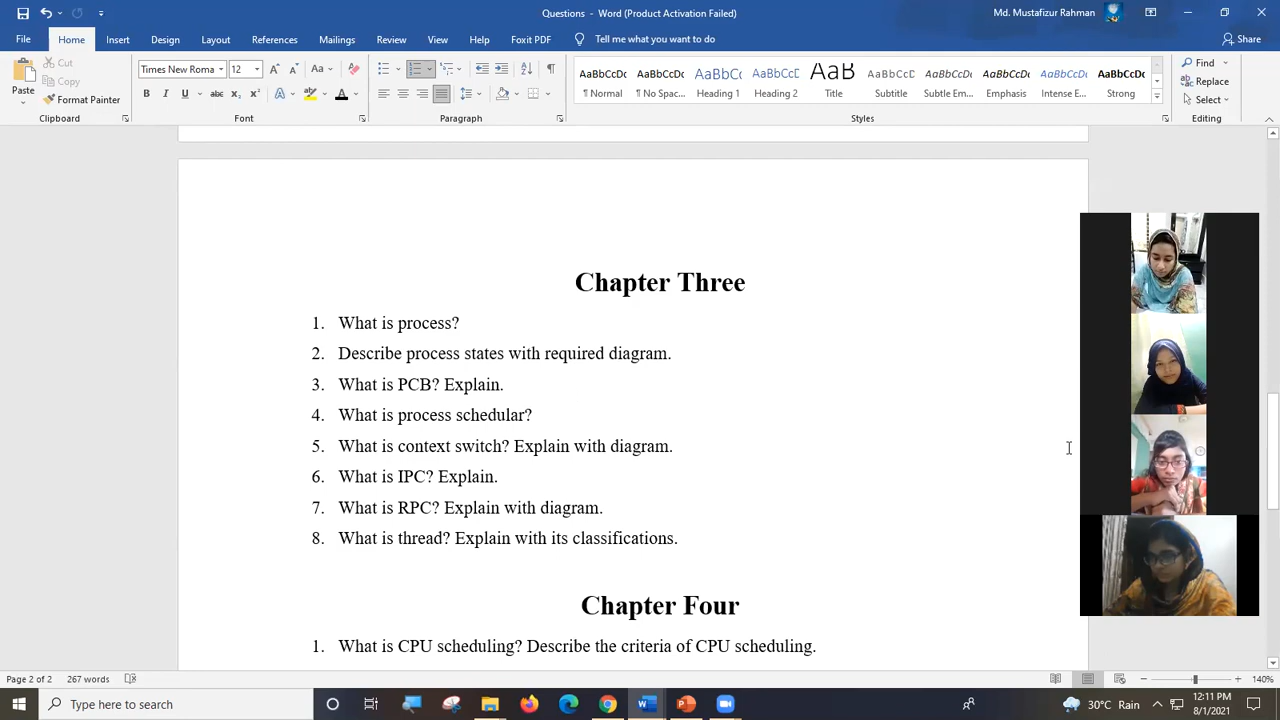 Questions - Word (Product Activation Failed)
Md. Mustafizur Rahman
File Home Insert Design Layout References Mailings Review View Help Foxit PDF Tell me what you want to do Share
Paste
Cut
Copy
Format Painter
Clipboard
Times New Roma 12
Font
Paragraph
AaBbCcDc AaBbCcDc AaBbCc AaBbCcD AaB AaBbCcD AaBbCcDc AaBbCcDc AaBbCcDc AaBbCcDc
¶ Normal ¶ No Spac... Heading 1 Heading 2 Title Subtitle Subtle Em... Emphasis Intense E... Strong
Styles
Find
Replace
Select
Editing
Chapter Three
1. What is process?
2. Describe process states with required diagram.
3. What is PCB? Explain.
4. What is process schedular?
5. What is context switch? Explain with diagram.
6. What is IPC? Explain.
7. What is RPC? Explain with diagram.
8. What is thread? Explain with its classifications.
Chapter Four
1. What is CPU scheduling? Describe the criteria of CPU scheduling.
Page 2 of 2 267 words
140%
Type here to search
30°C Rain
12:11 PM
8/1/2021